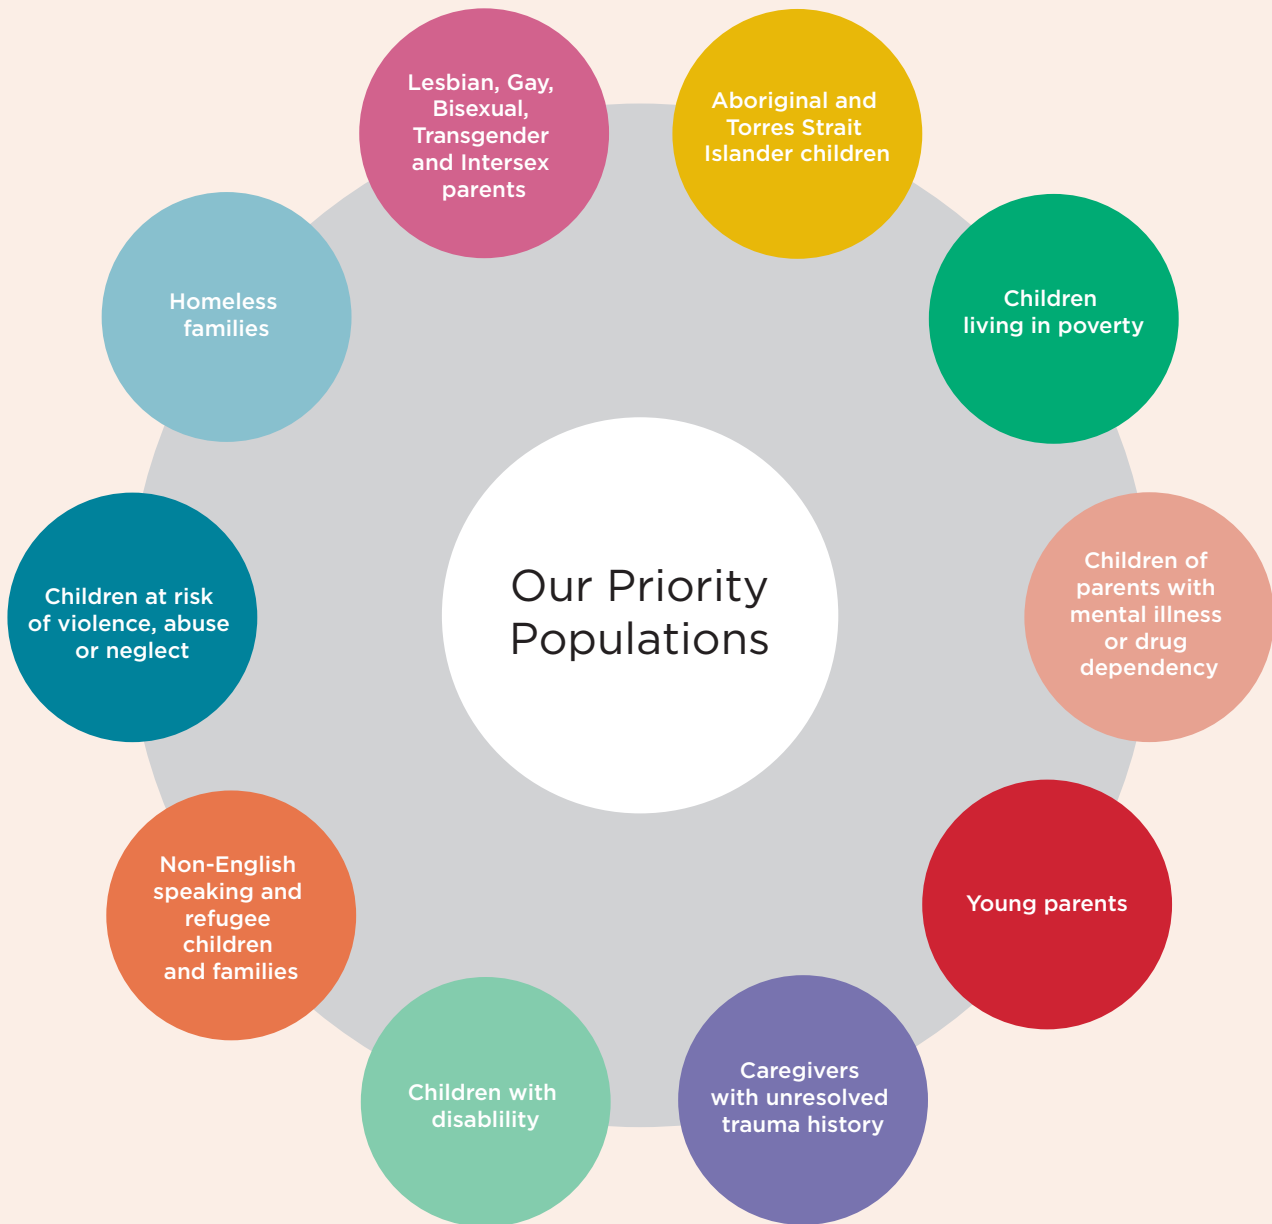 Lesbian, Gay,
Bisexual,
Transgender
and Intersex
parents
Aboriginal and
Torres Strait
Islander children
Homeless
families
Children
living in poverty
Our Priority
Populations
Children at risk
of violence, abuse
or neglect
Children of
parents with
mental illness
or drug
dependency
Non-English
speaking and
refugee
children
and families
Young parents
Children with
disablility
Caregivers
with unresolved
trauma history